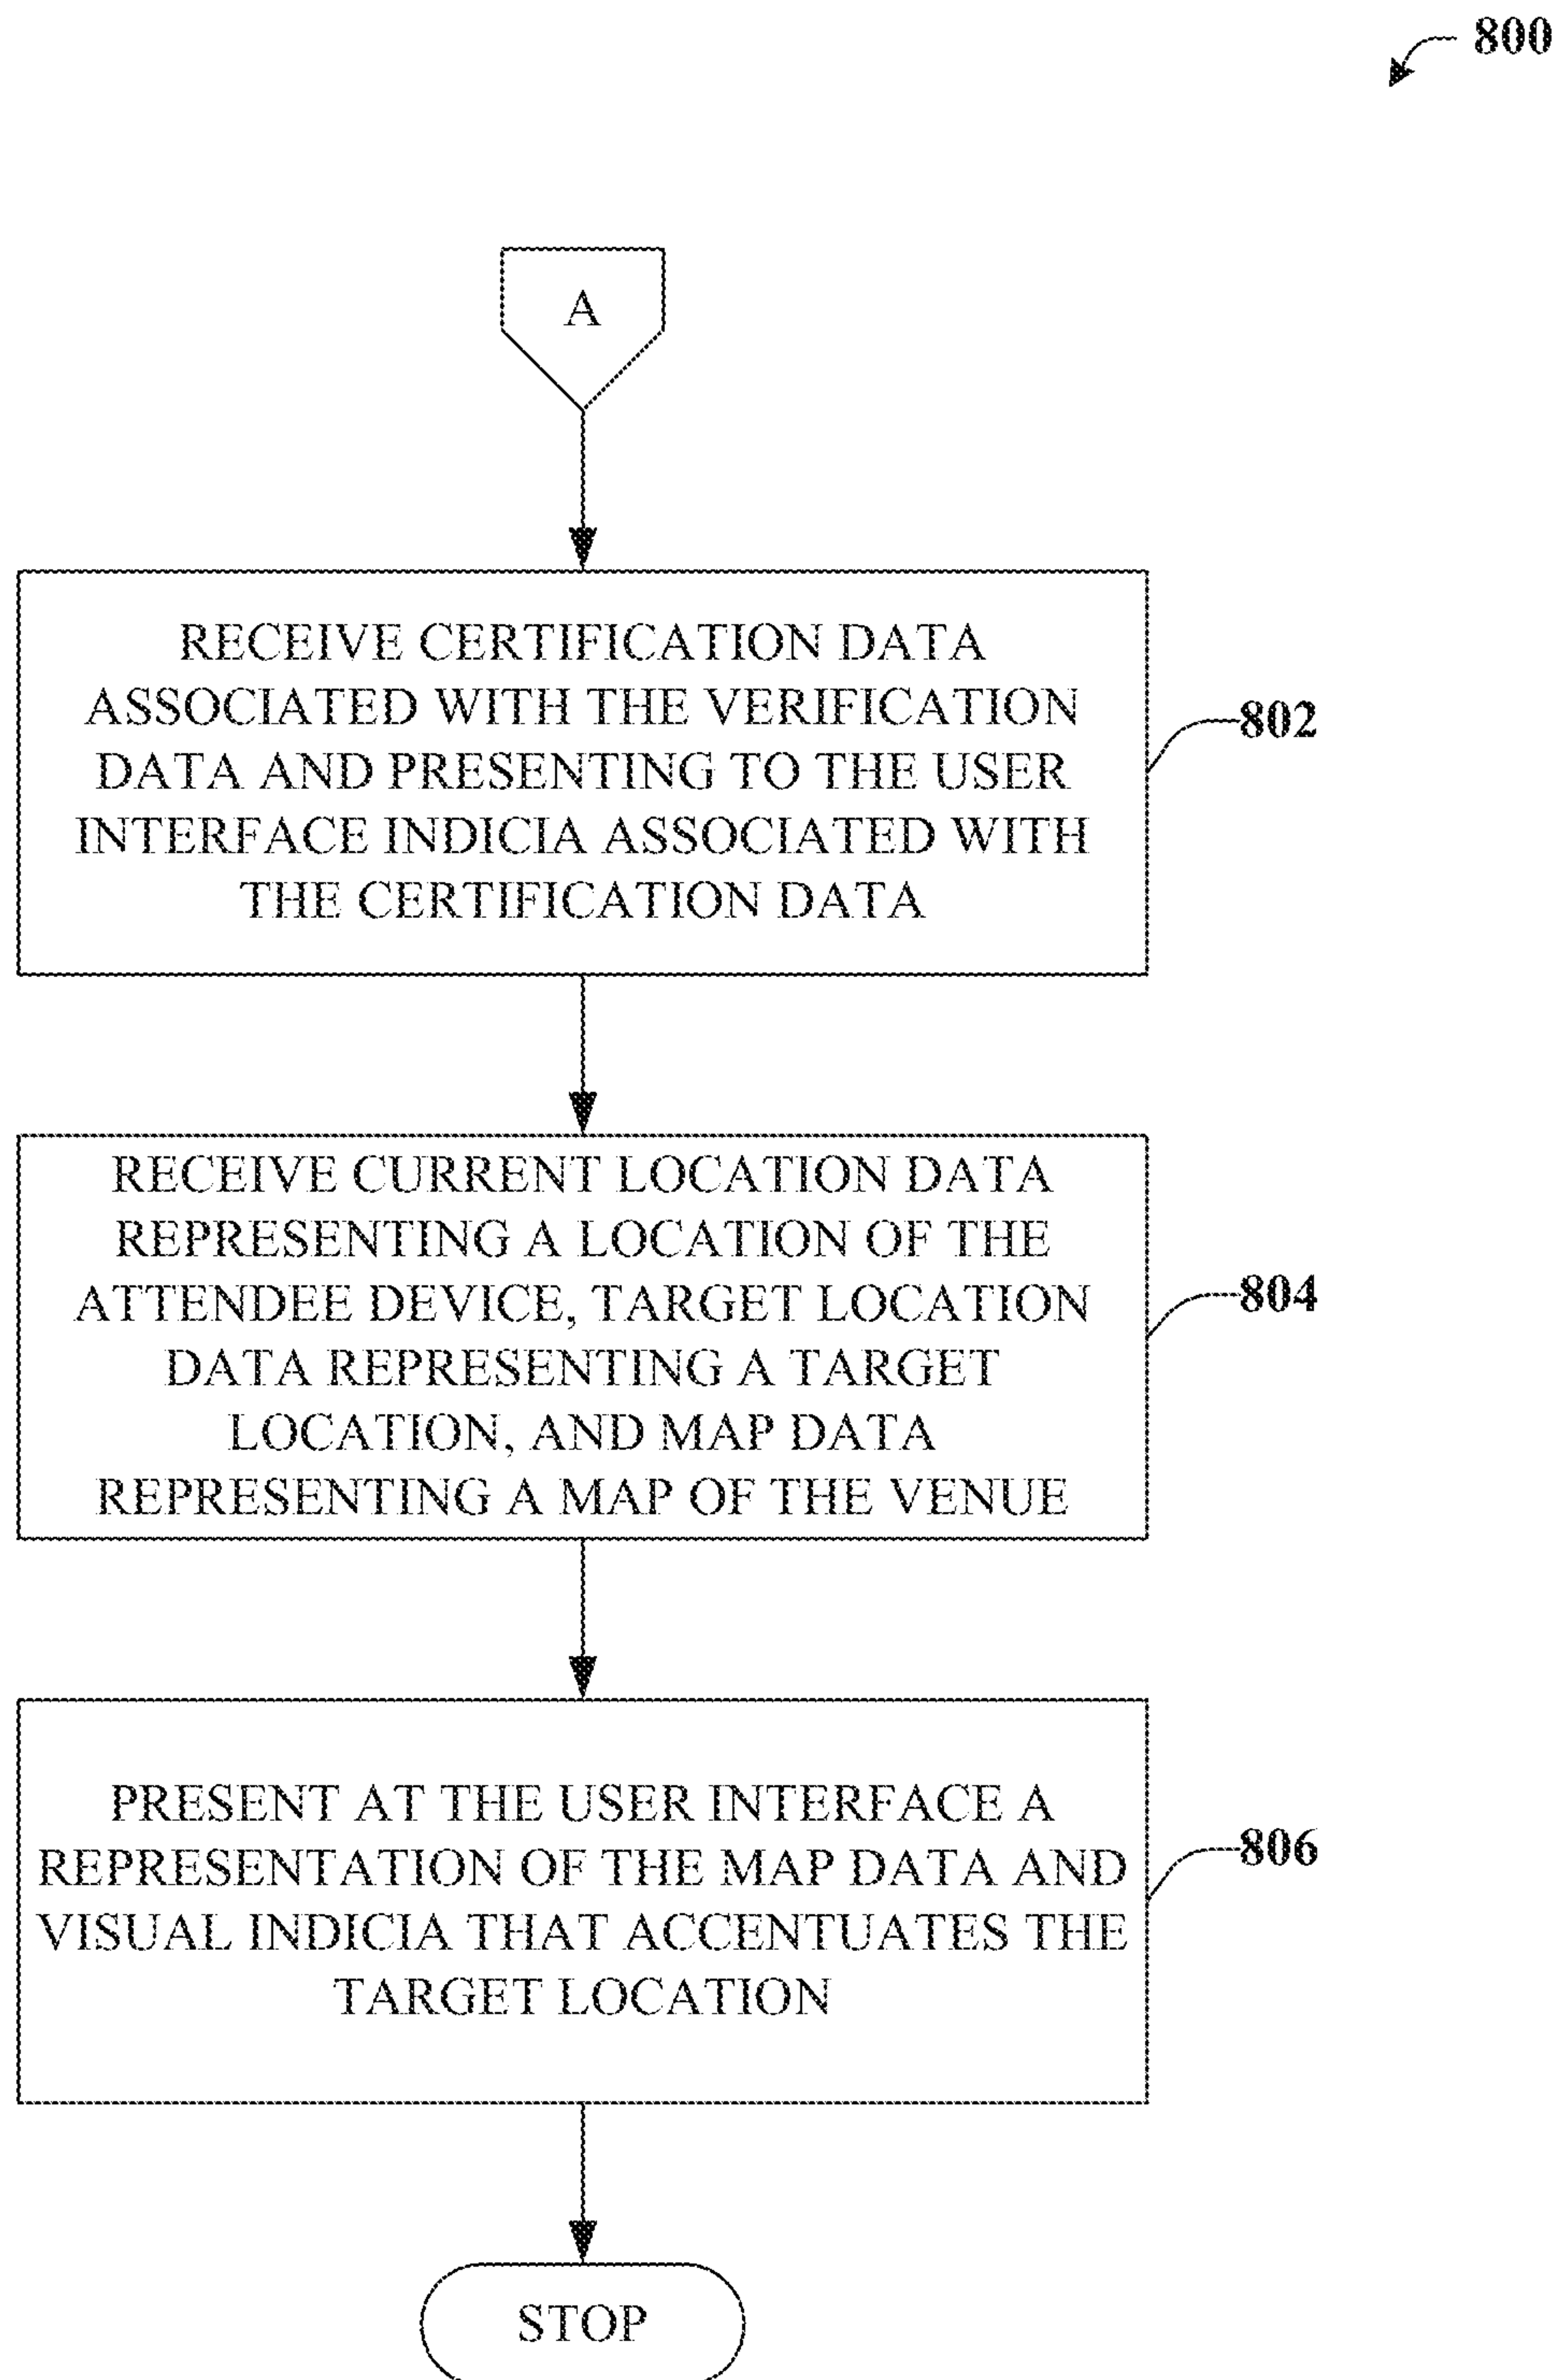 800
A
RECEIVE CERTIFICATION DATA
ASSOCIATED WITH THE VERIFICATION
DATA AND PRESENTING TO THE USER
INTERFACE INDICIA ASSOCIATED WITH
THE CERTIFICATION DATA
802
RECEIVE CURRENT LOCATION DATA
REPRESENTING A LOCATION OF THE
ATTENDEE DEVICE, TARGET LOCATION
DATA REPRESENTING A TARGET
LOCATION, AND MAP DATA
REPRESENTING A MAP OF THE VENUE
804
PRESENT AT THE USER INTERFACE A
REPRESENTATION OF THE MAP DATA AND
VISUAL INDICIA THAT ACCENTUATES THE
TARGET LOCATION
806
STOP